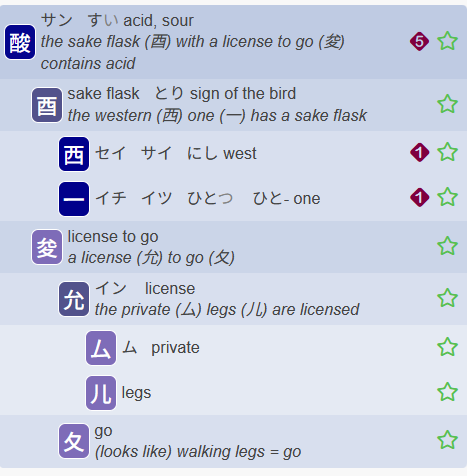 酸 サン すい acid, sour 5
the sake flask (酉) with a license to go (夋)
contains acid
酉 sake flask とり sign of the bird
the western (西) one (一) has a sake flask
西 セイ サイ にし west 1
一 イチ イツ ひとつ ひと- one 1
夋 license to go
a license (允) to go (夂)
允 イン license
the private (厶) legs (儿) are licensed
厶 ム private
儿 legs
夂 go
(looks like) walking legs = go